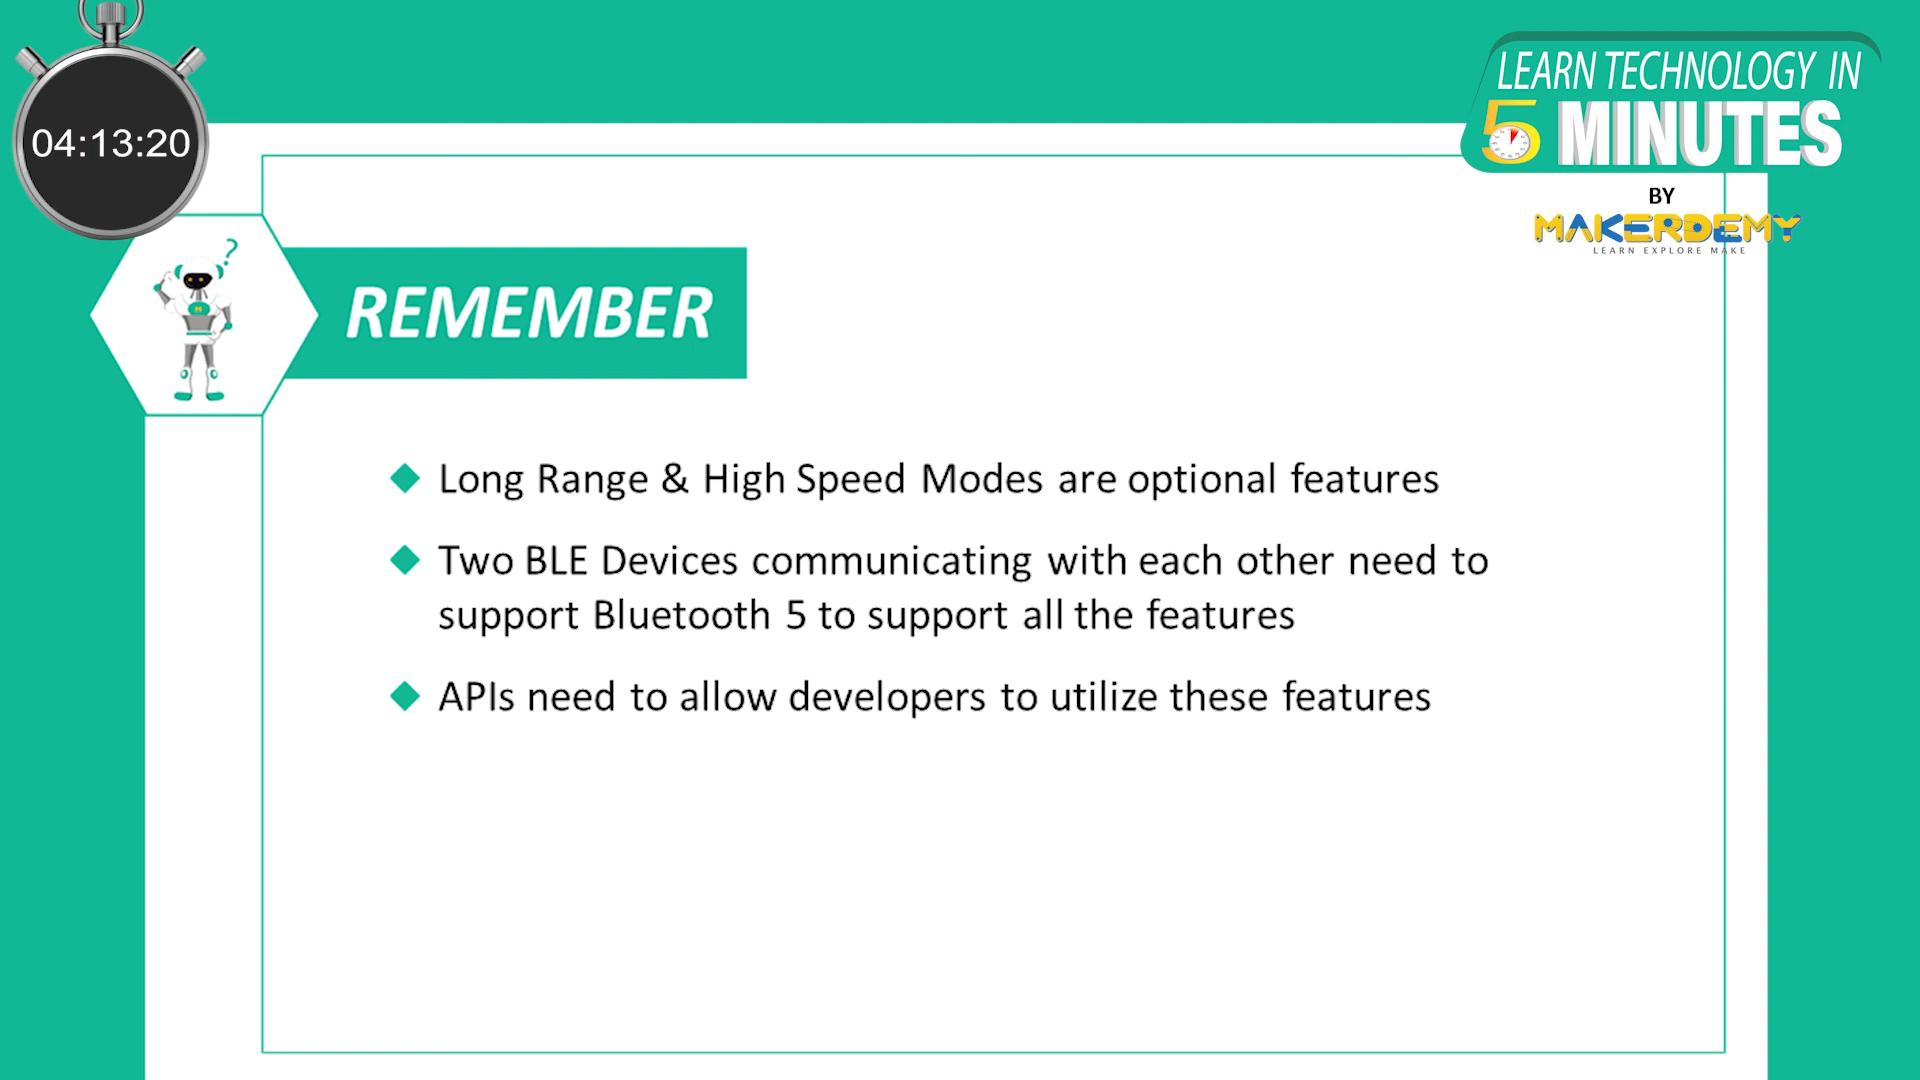 04:13:20
LEARN TECHNOLOGY IN
5 MINUTES
BY
MAKERDEMY
LEARN EXPLORE MAKE
?
REMEMBER
Long Range & High Speed Modes are optional features
Two BLE Devices communicating with each other need to
support Bluetooth 5 to support all the features
APIs need to allow developers to utilize these features